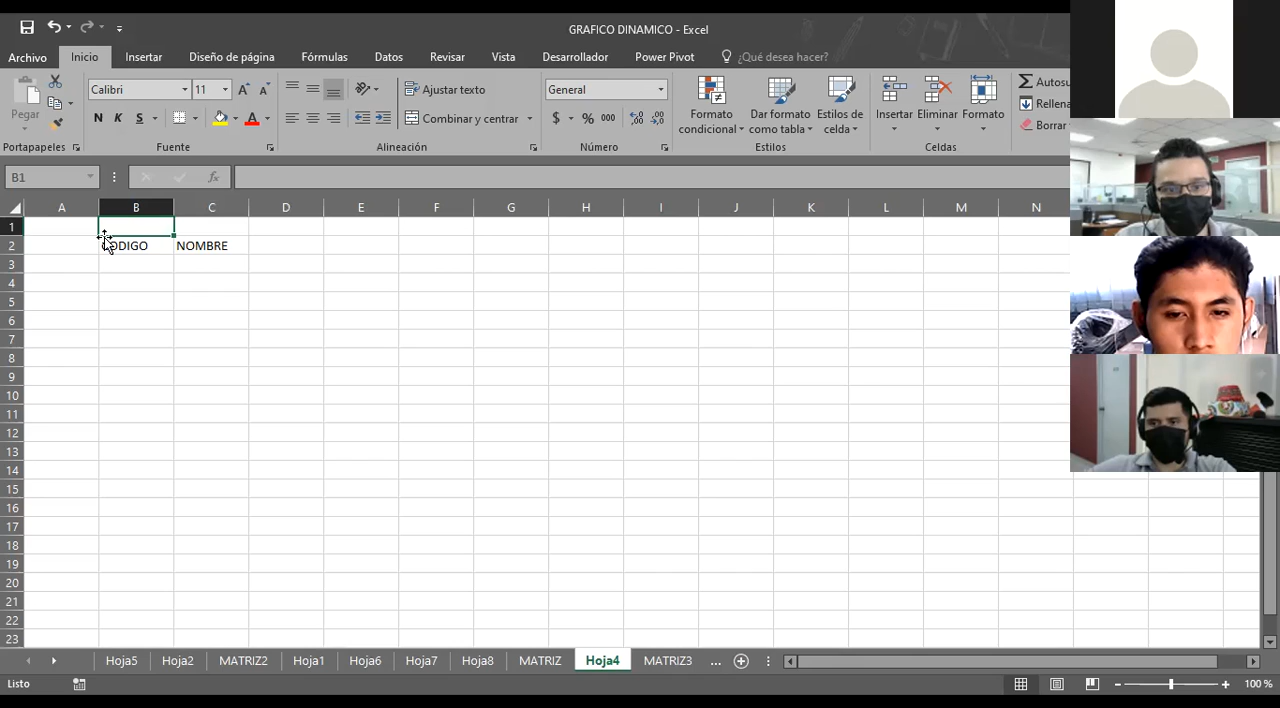 GRAFICO DINAMICO - Excel
Archivo Inicio Insertar Diseño de página Fórmulas Datos Revisar Vista Desarrollador Power Pivot ¿Qué desea hacer?
Calibri 11 Ajustar texto General Autosu
Pegar N K S A Combinar y centrar $ % 000 Formato condicional Dar formato como tabla Estilos de celda Insertar Eliminar Formato Rellena
Borrar
Portapapeles Fuente Alineación Número Estilos Celdas
B1 fx
A B C D E F G H I J K L M N
1
2 CODIGO NOMBRE
3
4
5
6
7
8
9
10
11
12
13
14
15
16
17
18
19
20
21
22
23
Hoja5 Hoja2 MATRIZ2 Hoja1 Hoja6 Hoja7 Hoja8 MATRIZ Hoja4 MATRIZ3 ...
Listo 100 %